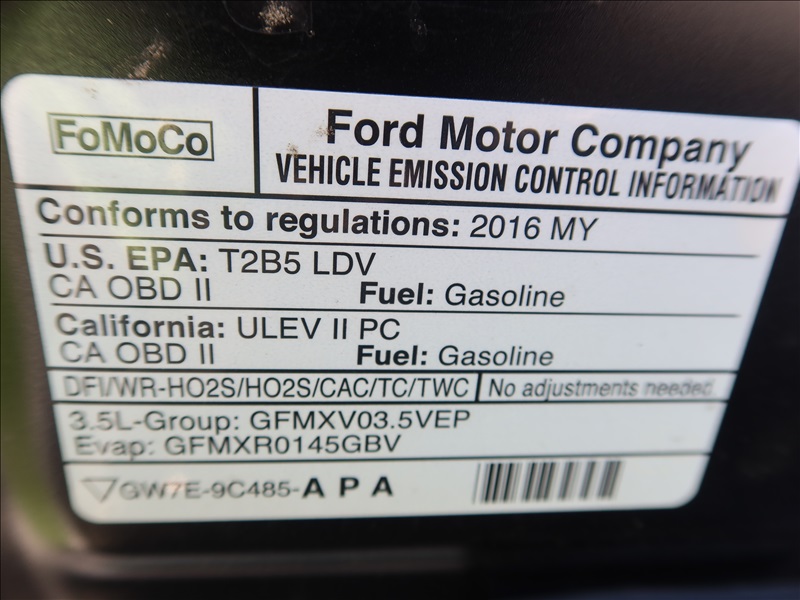 FoMoCo
Ford Motor Company
VEHICLE EMISSION CONTROL INFORMATION
Conforms to regulations: 2016 MY
U.S. EPA: T2B5 LDV
CA OBD II Fuel: Gasoline
California: ULEV II PC
CA OBD II Fuel: Gasoline
DFI/WR-HO2S/HO2S/CAC/TC/TWC No adjustments needed.
3.5L-Group: GFMXV03.5VEP
Evap: GFMXR0145GBV
GW7E-9C485-A P A